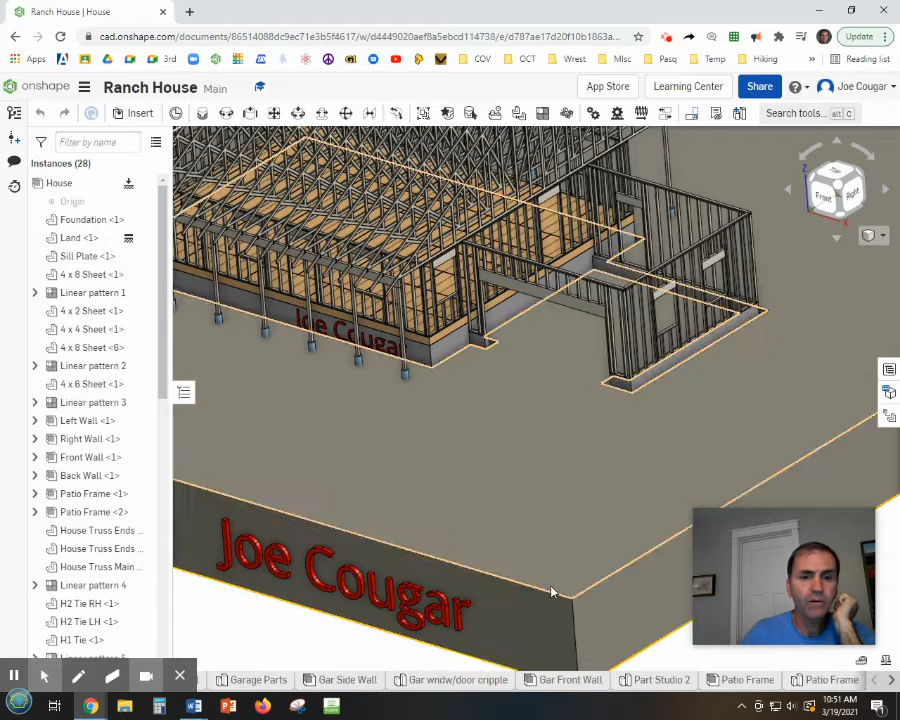 Ranch House | House
cad.onshape.com/documents/86514088dc9ec71e3b5f4617/w/d4449020aef8a5ebcd114738/e/d787ae17d20f10b1863a...
Update
Apps
3rd
COV
OCT
Wrest
MIsc
Pasq
Temp
Hiking
Reading list
onshape
Ranch House Main
App Store
Learning Center
Share
Joe Cougar
Insert
Search tools...
alt C
Filter by name
Instances (28)
House
Origin
Foundation <1>
Land <1>
Sill Plate <1>
4 x 8 Sheet <1>
Linear pattern 1
4 x 2 Sheet <1>
4 x 4 Sheet <1>
4 x 8 Sheet <6>
Linear pattern 2
4 x 6 Sheet <1>
Linear pattern 3
Left Wall <1>
Right Wall <1>
Front Wall <1>
Back Wall <1>
Patio Frame <1>
Patio Frame <2>
House Truss Ends ...
House Truss Ends ...
House Truss Main ...
Linear pattern 4
H2 Tie RH <1>
H2 Tie LH <1>
H1 Tie <1>
Z
Top
Front
Right
X
Joe Cougar
Joe Cougar
Garage Parts
Gar Side Wall
Gar wndw/door cripple
Gar Front Wall
Part Studio 2
Patio Frame
Patio Frame
10:51 AM
3/19/2021